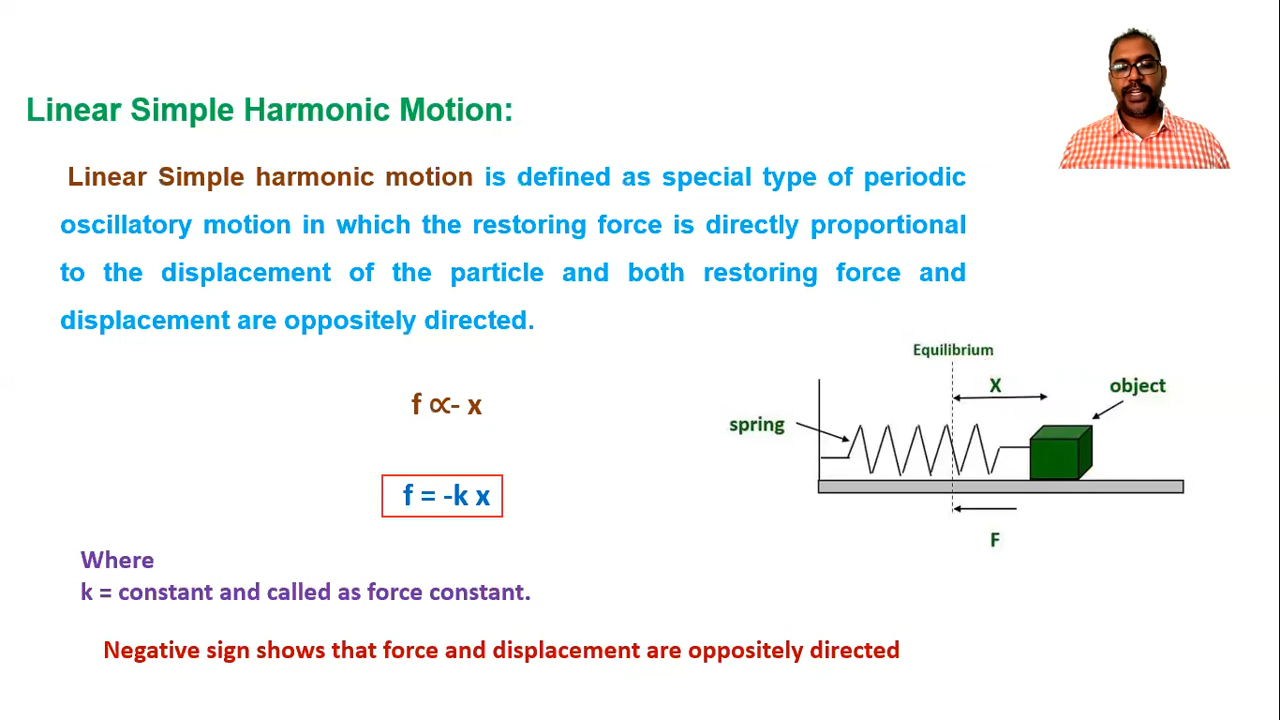 Linear Simple Harmonic Motion:
Linear Simple harmonic motion is defined as special type of periodic
oscillatory motion in which the restoring force is directly proportional
to the displacement of the particle and both restoring force and
displacement are oppositely directed.
Equilibrium
X
object
spring
F
f ∝- x
f = -k x
Where
k = constant and called as force constant.
Negative sign shows that force and displacement are oppositely directed